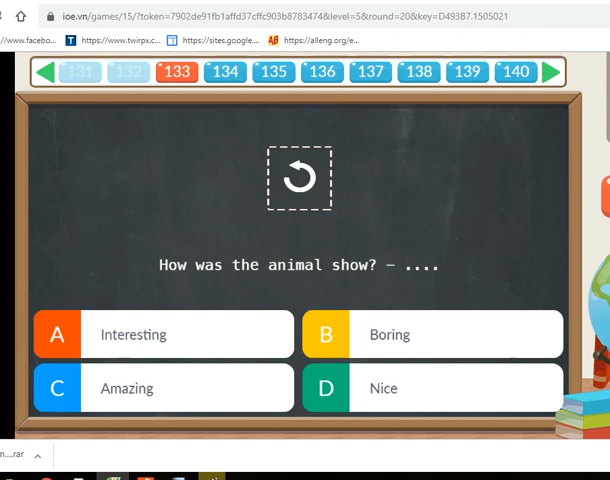 ioe.vn/games/15/?token=7902de91fb1affd37cffc903b8783474&level=5&round=20&key=D493B7.1505021
//www.facebo... T https://www.twirpx.c... https://sites.google.... AБ https://alleng.org/e...
131 132 133 134 135 136 137 138 139 140
How was the animal show? – ....
A Interesting
B Boring
C Amazing
D Nice
n....rar